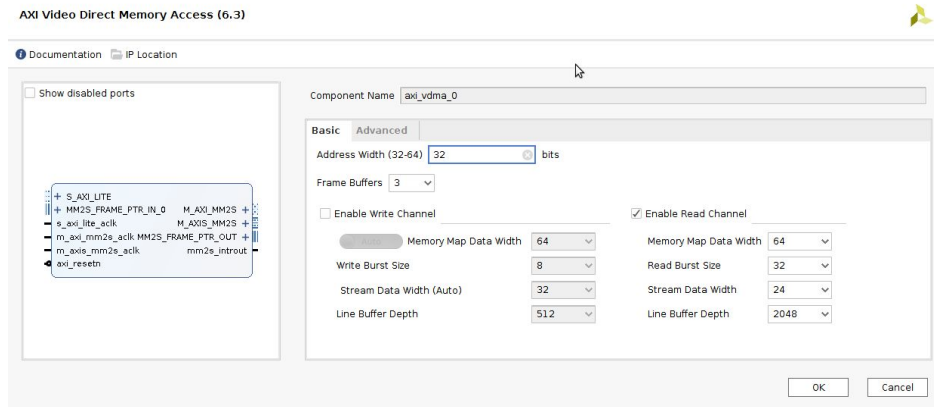 AXI Video Direct Memory Access (6.3)
Documentation IP Location
Show disabled ports
Component Name axi_vdma_0
Basic Advanced
Address Width (32-64) 32 bits
Frame Buffers 3
Enable Write Channel Enable Read Channel
Auto Memory Map Data Width 64 Memory Map Data Width 64
Write Burst Size 8 Read Burst Size 32
Stream Data Width (Auto) 32 Stream Data Width 24
Line Buffer Depth 512 Line Buffer Depth 2048
S_AXI_LITE
MM2S_FRAME_PTR_IN_0 M_AXI_MM2S
s_axi_lite_aclk M_AXIS_MM2S
m_axi_mm2s_aclk MM2S_FRAME_PTR_OUT
m_axis_mm2s_aclk mm2s_introut
axi_resetn
OK Cancel